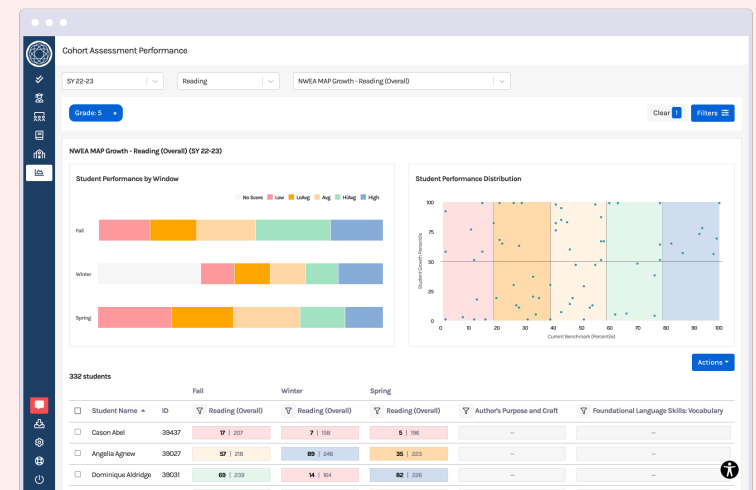 Cohort Assessment Performance
SY 22-23 Reading NWEA MAP Growth - Reading (Overall)
Grade: 5 × Clear 1 Filters
NWEA MAP Growth - Reading (Overall) (SY 22-23)
Student Performance by Window
No Score Low LoAvg Avg HiAvg High
Fall
Winter
Spring
Student Performance Distribution
100
75
50
25
0
Student Growth Percentile
0 10 20 30 40 50 60 70 80 90 100
Current Benchmark (Percentile)
Actions
332 students
Fall Winter Spring
Student Name ID Reading (Overall) Reading (Overall) Reading (Overall) Author's Purpose and Craft Foundational Language Skills: Vocabulary
Cason Abel 39437 17 | 207 7 | 158 5 | 196 — —
Angelia Agnew 39027 57 | 218 89 | 246 35 | 223 — —
Dominique Aldridge 39031 69 | 239 14 | 164 82 | 226 — —